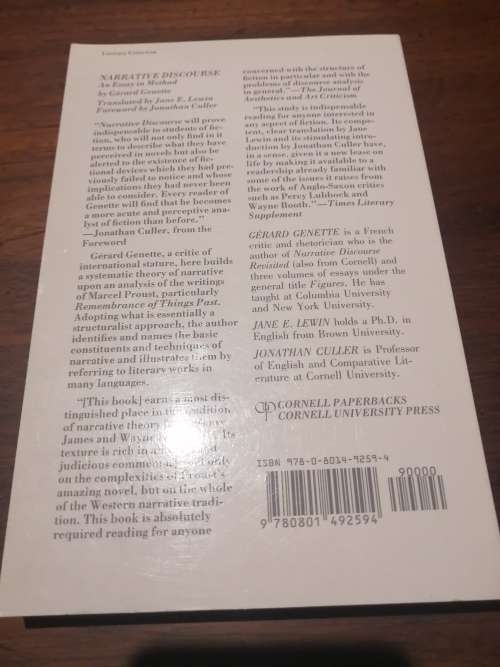 Literary Criticism
NARRATIVE DISCOURSE
An Essay in Method
by Gérard Genette
Translated by Jane E. Lewin
Foreword by Jonathan Culler
"Narrative Discourse will prove
indispensable to students of fic-
tion, who will not only find in it
terms to describe what they have
perceived in novels but also be
alerted to the existence of fic-
tional devices which they had pre-
viously failed to notice and whose
implications they had never been
able to consider. Every reader of
Genette will find that he becomes
a more acute and perceptive ana-
lyst of fiction than before."
—Jonathan Culler, from the
Foreword
Gérard Genette, a critic of
international stature, here builds
a systematic theory of narrative
upon an analysis of the writings
of Marcel Proust, particularly
Remembrance of Things Past.
Adopting what is essentially a
structuralist approach, the author
identifies and names the basic
constituents and techniques of
narrative and illustrates them by
referring to literary works in
many languages.
"[This book] earns a most dis-
tinguished place in the tradition
of narrative theory
James and Wayne Its
texture is rich in
judicious comment only
on the complexities of Proust's
amazing novel, but on the whole
of the Western narrative tradi-
tion. This book is absolutely
required reading for anyone
concerned with the structure of
fiction in particular and with the
problems of discourse analysis
in general."—The Journal of
Aesthetics and Art Criticism
"This study is indispensable
reading for anyone interested in
any aspect of fiction. Its compe-
tent, clear translation by Jane
Lewin and its stimulating intro-
duction by Jonathan Culler have,
in a sense, given it a new lease on
life by making it available to a
readership already familiar with
some of the issues it raises from
the work of Anglo-Saxon critics
such as Percy Lubbock and
Wayne Booth."—Times Literary
Supplement
GÉRARD GENETTE is a French
critic and rhetorician who is the
author of Narrative Discourse
Revisited (also from Cornell) and
three volumes of essays under the
general title Figures. He has
taught at Columbia University
and New York University.
JANE E. LEWIN holds a Ph.D. in
English from Brown University.
JONATHAN CULLER is Professor
of English and Comparative Lit-
erature at Cornell University.
CORNELL PAPERBACKS
CORNELL UNIVERSITY PRESS
ISBN 978-0-8014-9259-4
90000
9 780801 492594